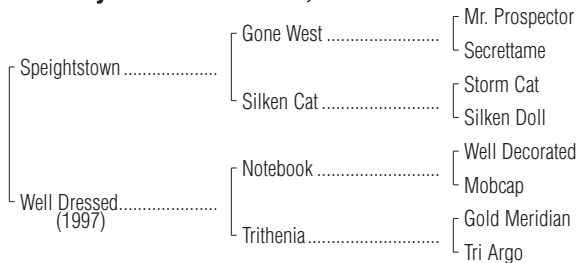 Mr. Prospector
Gone West ........................
Secrettame
Speightstown ....................
Storm Cat
Silken Cat .........................
Silken Doll
Well Decorated
Notebook ..........................
Mobcap
Well Dressed.....................
(1997)
Gold Meridian
Trithenia............................
Tri Argo